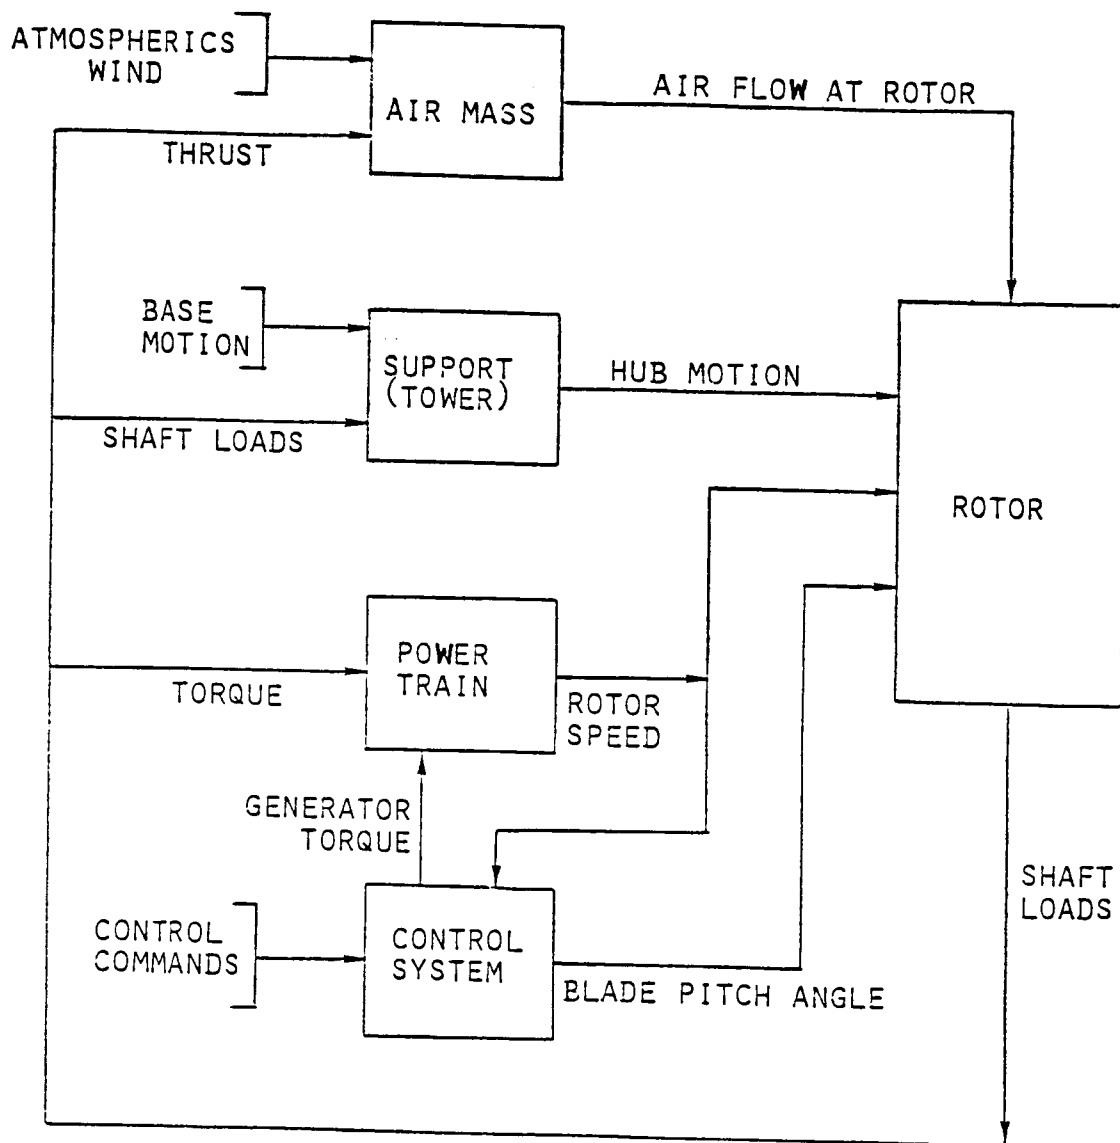 ATMOSPHERICS
WIND
AIR MASS
AIR FLOW AT ROTOR
THRUST
BASE
MOTION
SUPPORT
(TOWER)
HUB MOTION
SHAFT LOADS
ROTOR
POWER
TRAIN
TORQUE
ROTOR
SPEED
GENERATOR
TORQUE
SHAFT
LOADS
CONTROL
COMMANDS
CONTROL
SYSTEM
BLADE PITCH ANGLE